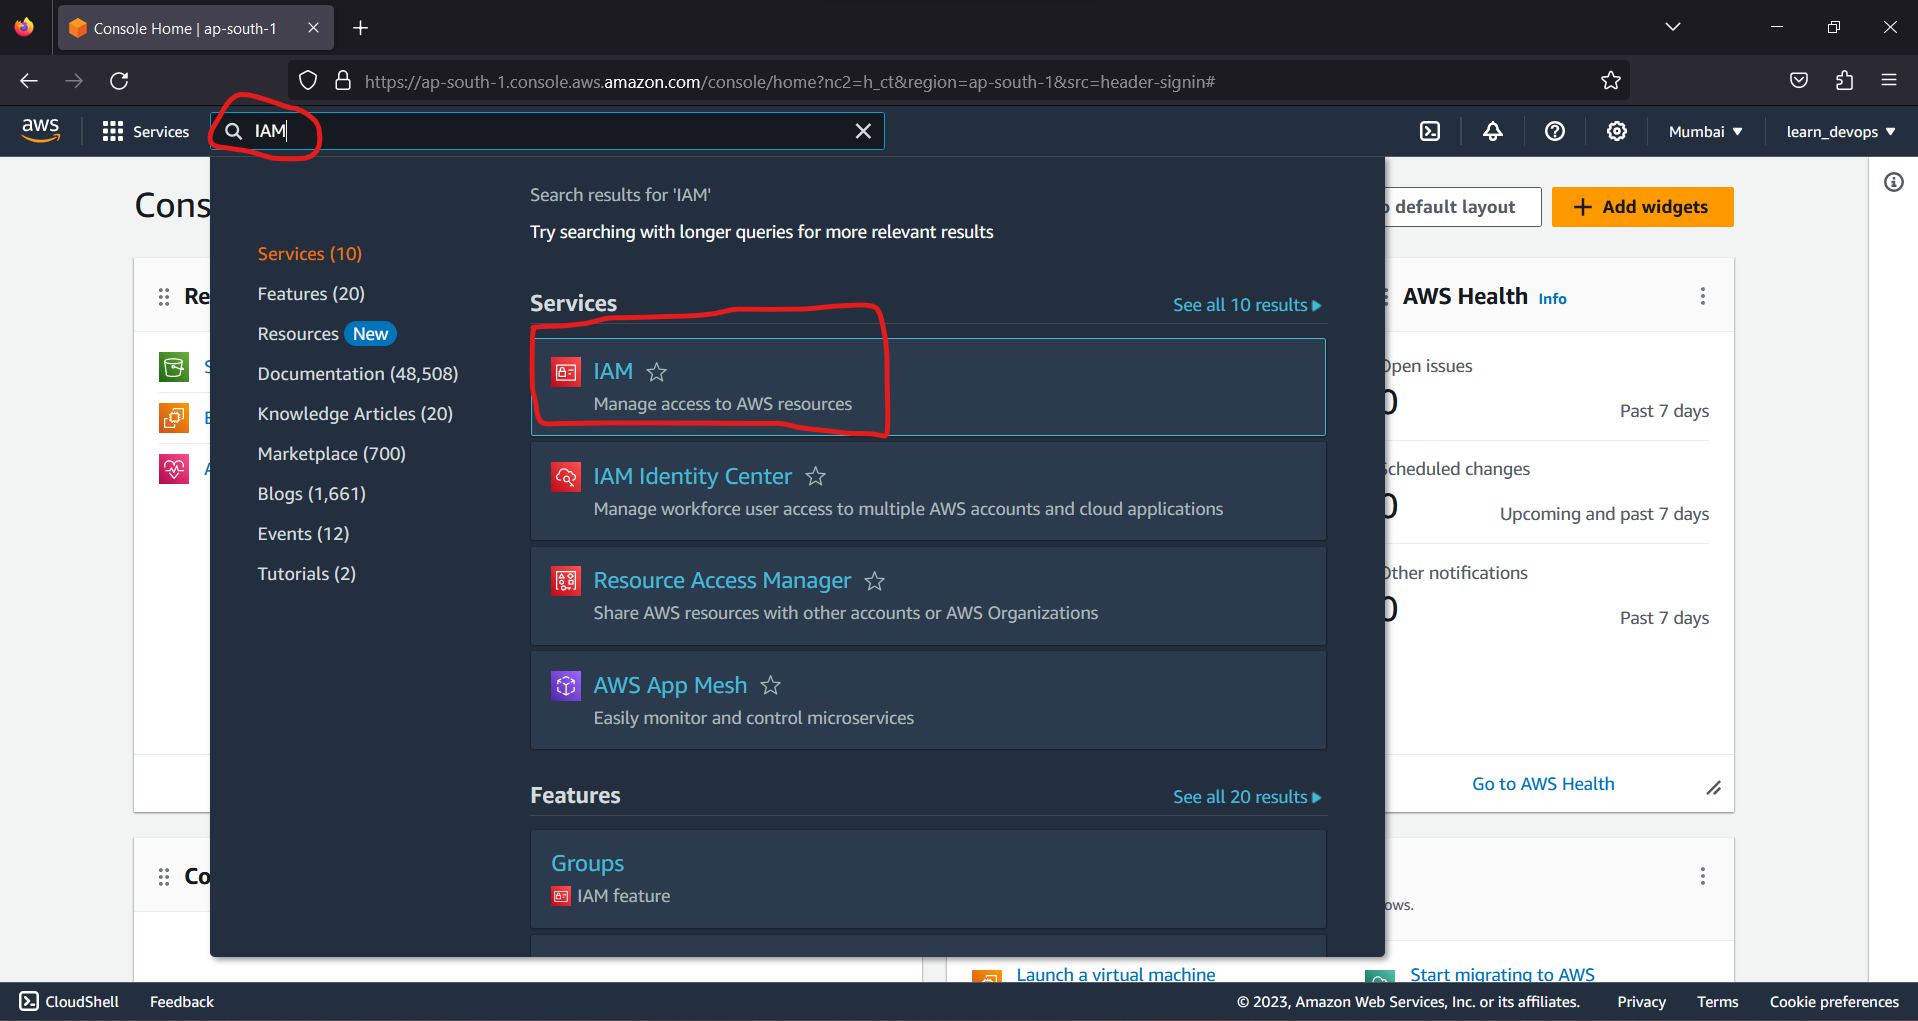 Console Home | ap-south-1
https://ap-south-1.console.aws.amazon.com/console/home?nc2=h_ct&region=ap-south-1&src=header-signin#
aws
Services
IAM
Mumbai
learn_devops
Cons
o default layout
Add widgets
Search results for 'IAM'
Try searching with longer queries for more relevant results
Services (10)
Features (20)
Resources New
Documentation (48,508)
Knowledge Articles (20)
Marketplace (700)
Blogs (1,661)
Events (12)
Tutorials (2)
Services
See all 10 results
IAM
Manage access to AWS resources
IAM Identity Center
Manage workforce user access to multiple AWS accounts and cloud applications
Resource Access Manager
Share AWS resources with other accounts or AWS Organizations
AWS App Mesh
Easily monitor and control microservices
Features
See all 20 results
Groups
IAM feature
Re
AWS Health Info
Open issues
0
Past 7 days
Scheduled changes
0
Upcoming and past 7 days
Other notifications
0
Past 7 days
Go to AWS Health
Co
ows.
Launch a virtual machine
Start migrating to AWS
CloudShell
Feedback
© 2023, Amazon Web Services, Inc. or its affiliates.
Privacy
Terms
Cookie preferences